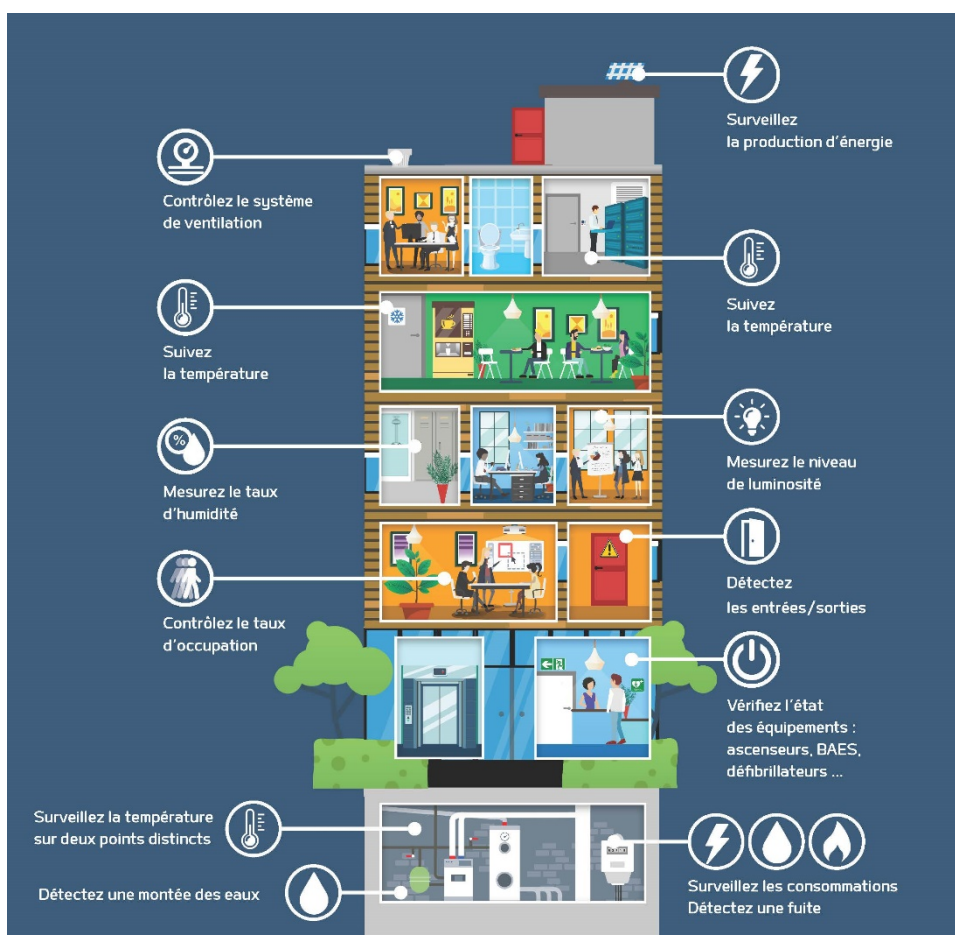 Surveillez
la production d'énergie
Contrôlez le système
de ventilation
Suivez
la température
Suivez
la température
%
Mesurez le taux
d'humidité
Mesurez le niveau
de luminosité
Détectez
les entrées/sorties
Contrôlez le taux
d'occupation
Vérifiez l'état
des équipements :
ascenseurs, BAES,
défibrillateurs ...
Surveillez la température
sur deux points distincts
Détectez une montée des eaux
Surveillez les consommations
Détectez une fuite